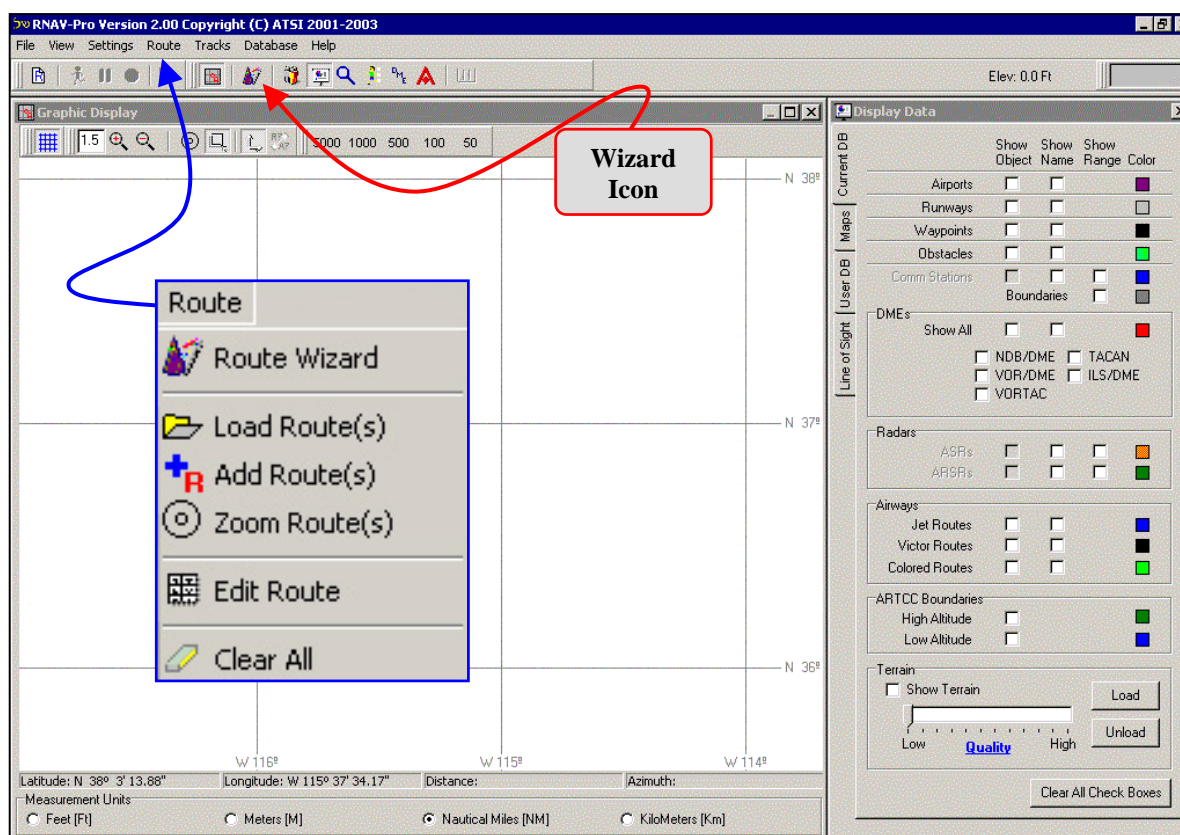 RNAV-Pro Version 2.00 Copyright (C) ATSI 2001-2003
File View Settings Route Tracks Database Help
Elev: 0.0 Ft
Graphic Display
1.5 5000 1000 500 100 50
Wizard
Icon
N 38º
N 37º
N 36º
W 116º W 115º W 114º
Route
Route Wizard
Load Route(s)
Add Route(s)
Zoom Route(s)
Edit Route
Clear All
Latitude: N 38º 3' 13.88" Longitude: W 115º 37' 34.17" Distance: Azimuth:
Measurement Units
Feet [Ft] Meters [M] Nautical Miles [NM] KiloMeters [Km]
Display Data
Current DB
Maps
User DB
Line of Sight
Show Show Show
Object Name Range Color
Airports
Runways
Waypoints
Obstacles
Comm Stations
Boundaries
DMEs
Show All
NDB/DME TACAN
VOR/DME ILS/DME
VORTAC
Radars
ASRs
ARSRs
Airways
Jet Routes
Victor Routes
Colored Routes
ARTCC Boundaries
High Altitude
Low Altitude
Terrain
Show Terrain
Load
Low Quality High
Unload
Clear All Check Boxes